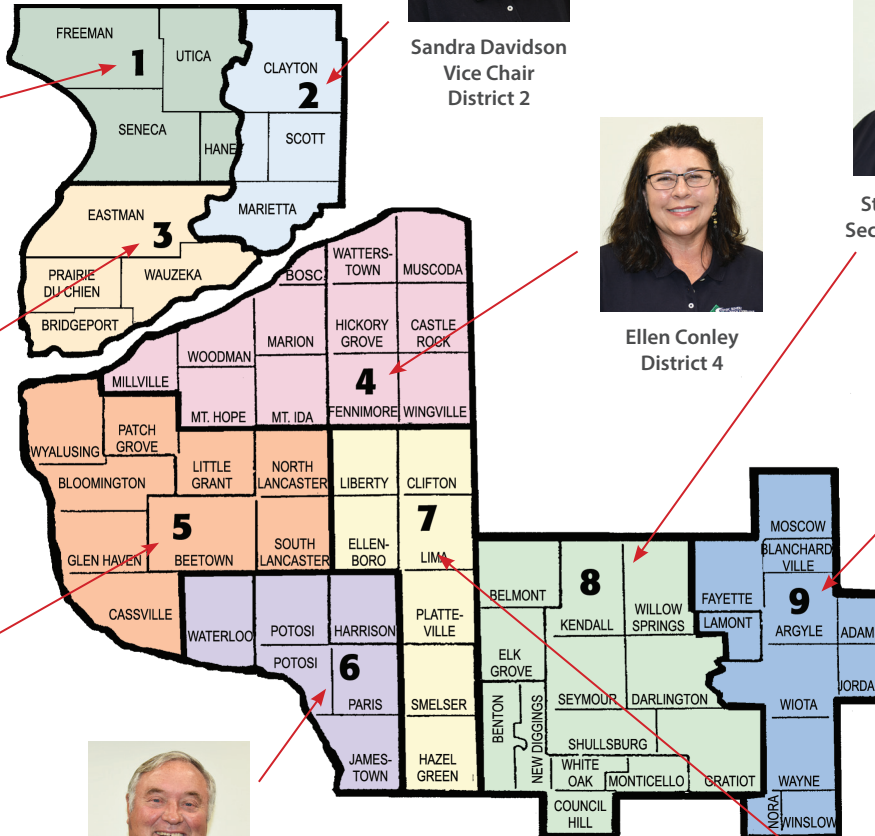 FREEMAN
UTICA
1
SENECA
HANEY
CLAYTON
2
SCOTT
MARIETTA
EASTMAN
3
PRAIRIE
DU CHIEN
WAUZEKA
BRIDGEPORT
Sandra Davidson
Vice Chair
District 2
Ellen Conley
District 4
St
Sec
WATTERS-
TOWN
MUSCODA
BOSC.
HICKORY
GROVE
CASTLE
ROCK
MARION
WOODMAN
MILLVILLE
4
MT. HOPE
MT. IDA
FENNIMORE
WINGVILLE
PATCH
GROVE
WYALUSING
BLOOMINGTON
LITTLE
GRANT
NORTH
LANCASTER
5
GLEN HAVEN
BEETOWN
SOUTH
LANCASTER
CASSVILLE
LIBERTY
CLIFTON
7
ELLEN-
BORO
LIMA
PLATTE-
VILLE
SMELSER
HAZEL
GREEN
WATERLOO
POTOSI
HARRISON
POTOSI
6
PARIS
JAMES-
TOWN
BELMONT
8
KENDALL
WILLOW
SPRINGS
ELK
GROVE
SEYMOUR
DARLINGTON
BENTON
NEW DIGGINGS
SHULLSBURG
WHITE
OAK
MONTICELLO
GRATIOT
COUNCIL
HILL
MOSCOW
BLANCHARD
VILLE
FAYETTE
9
LAMONT
ARGYLE
ADAM
JORDA
WIOTA
WAYNE
NORA
WINSLOW